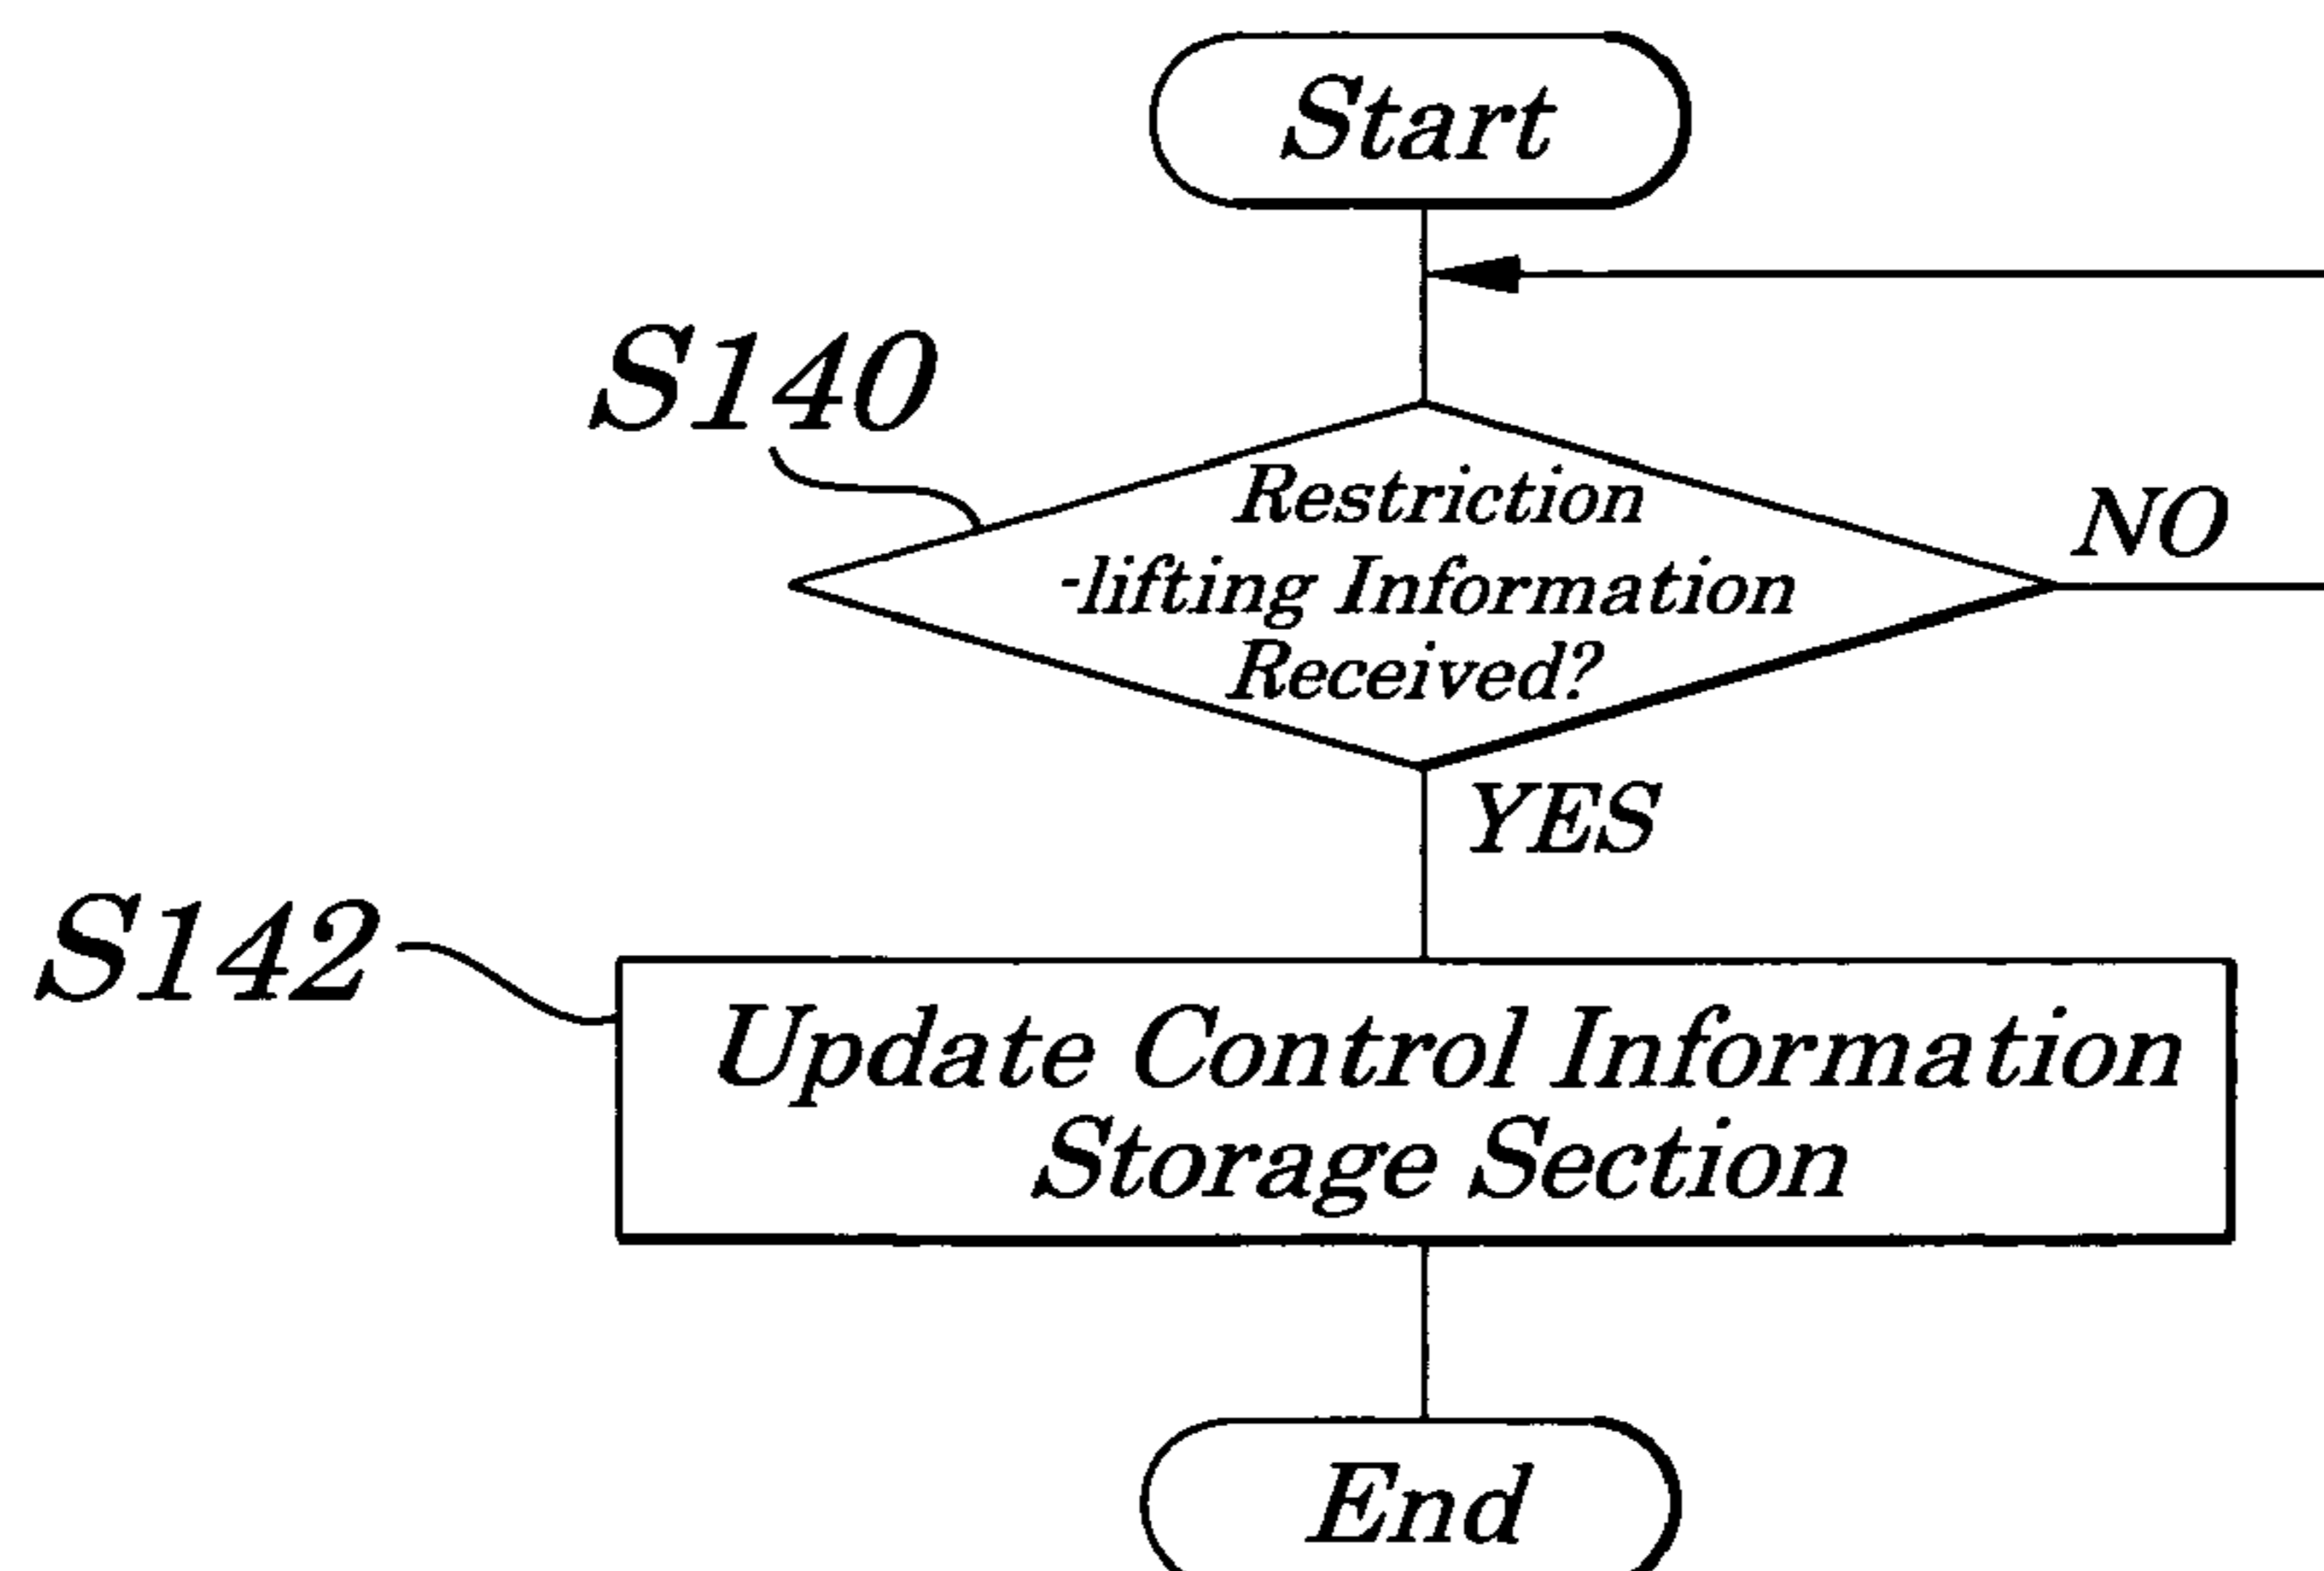 Start
S140
Restriction
-lifting Information
Received?
NO
YES
S142
Update Control Information
Storage Section
End